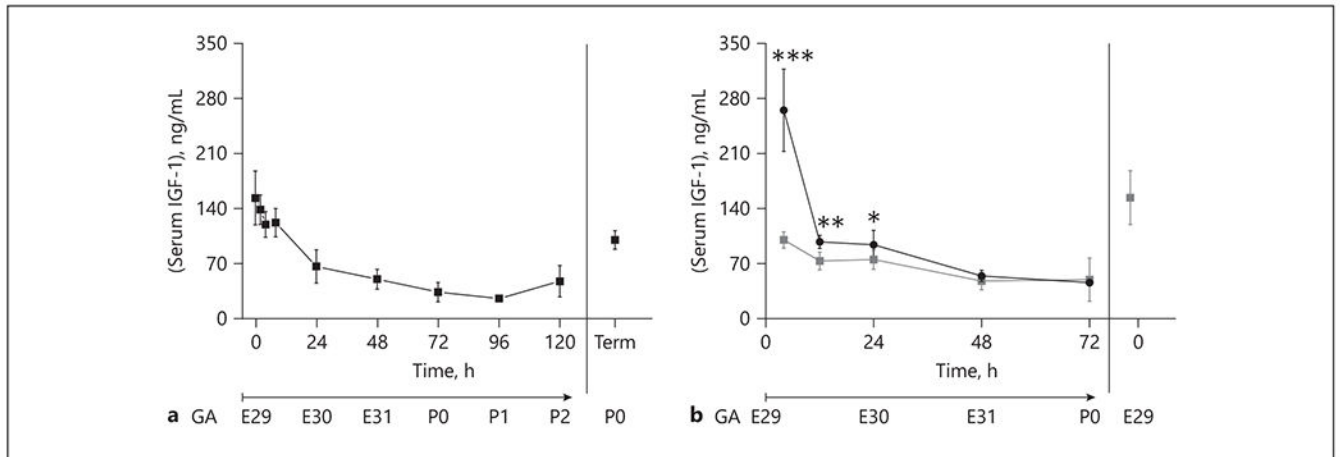 350
280
210
140
70
0
(Serum IGF-1), ng/mL
0 24 48 72 96 120 Term
Time, h
a GA E29 E30 E31 P0 P1 P2 P0
350
280
210
140
70
0
(Serum IGF-1), ng/mL
***
**
*
0 24 48 72 0
Time, h
b GA E29 E30 E31 P0 E29